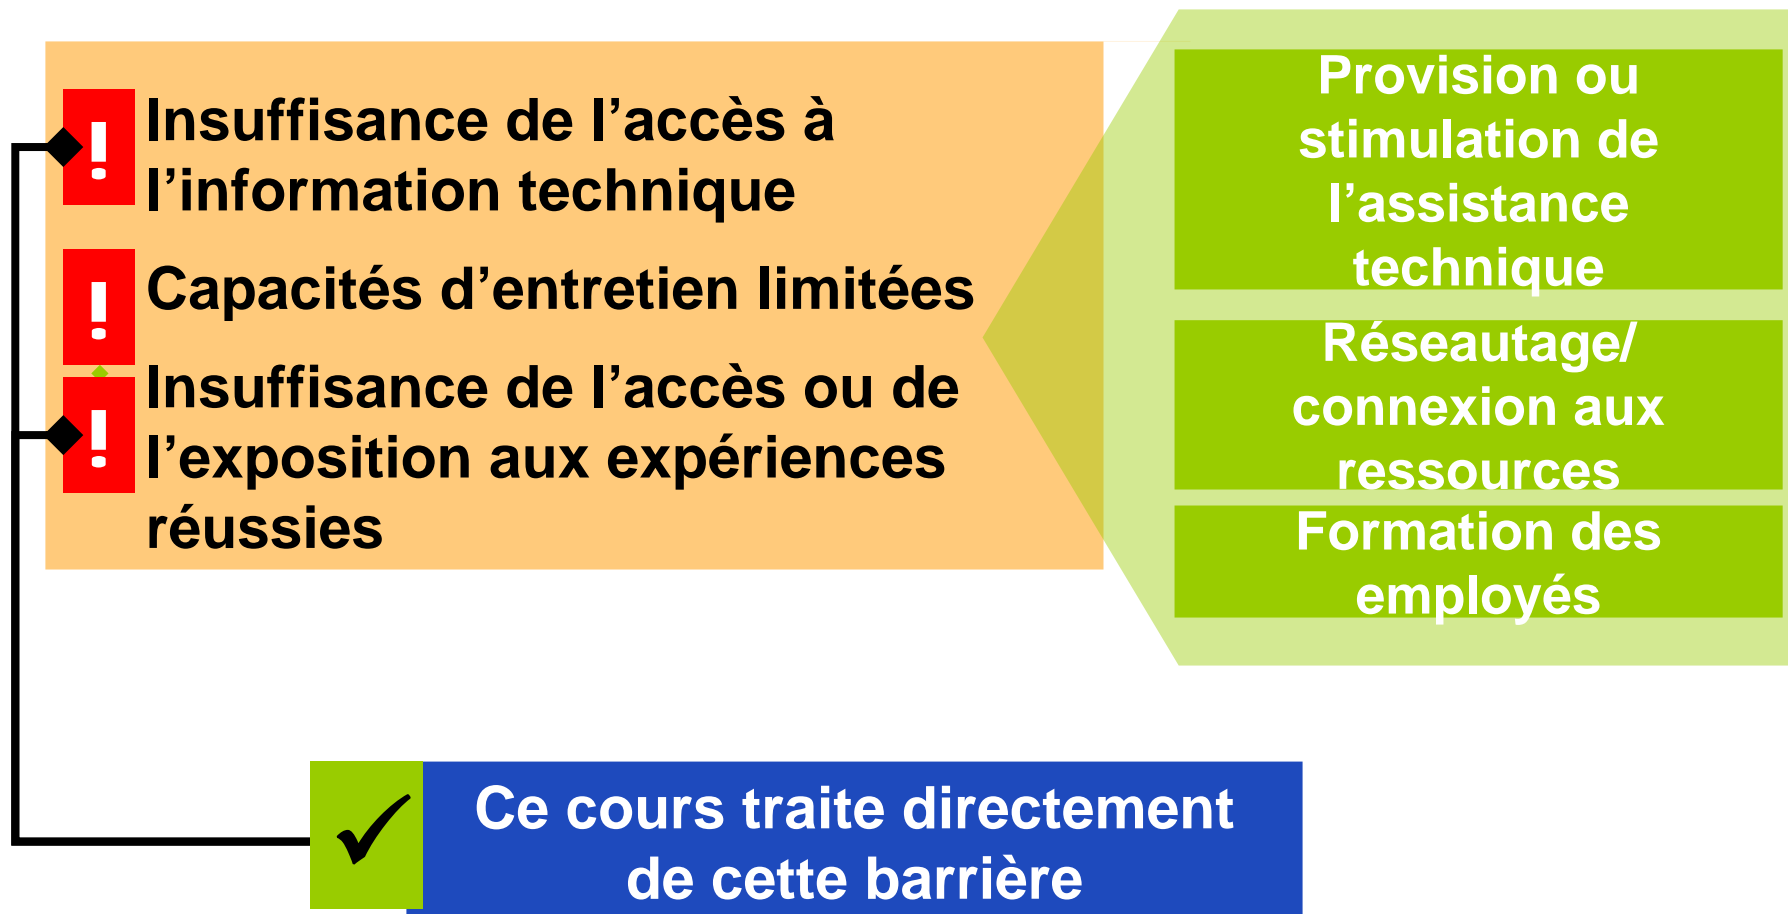 !
Insuffisance de l’accès à
l’information technique
!
Capacités d’entretien limitées
!
Insuffisance de l’accès ou de
l’exposition aux expériences
réussies
Provision ou
stimulation de
l’assistance
technique
Réseautage/
connexion aux
ressources
Formation des
employés
✓
Ce cours traite directement
de cette barrière